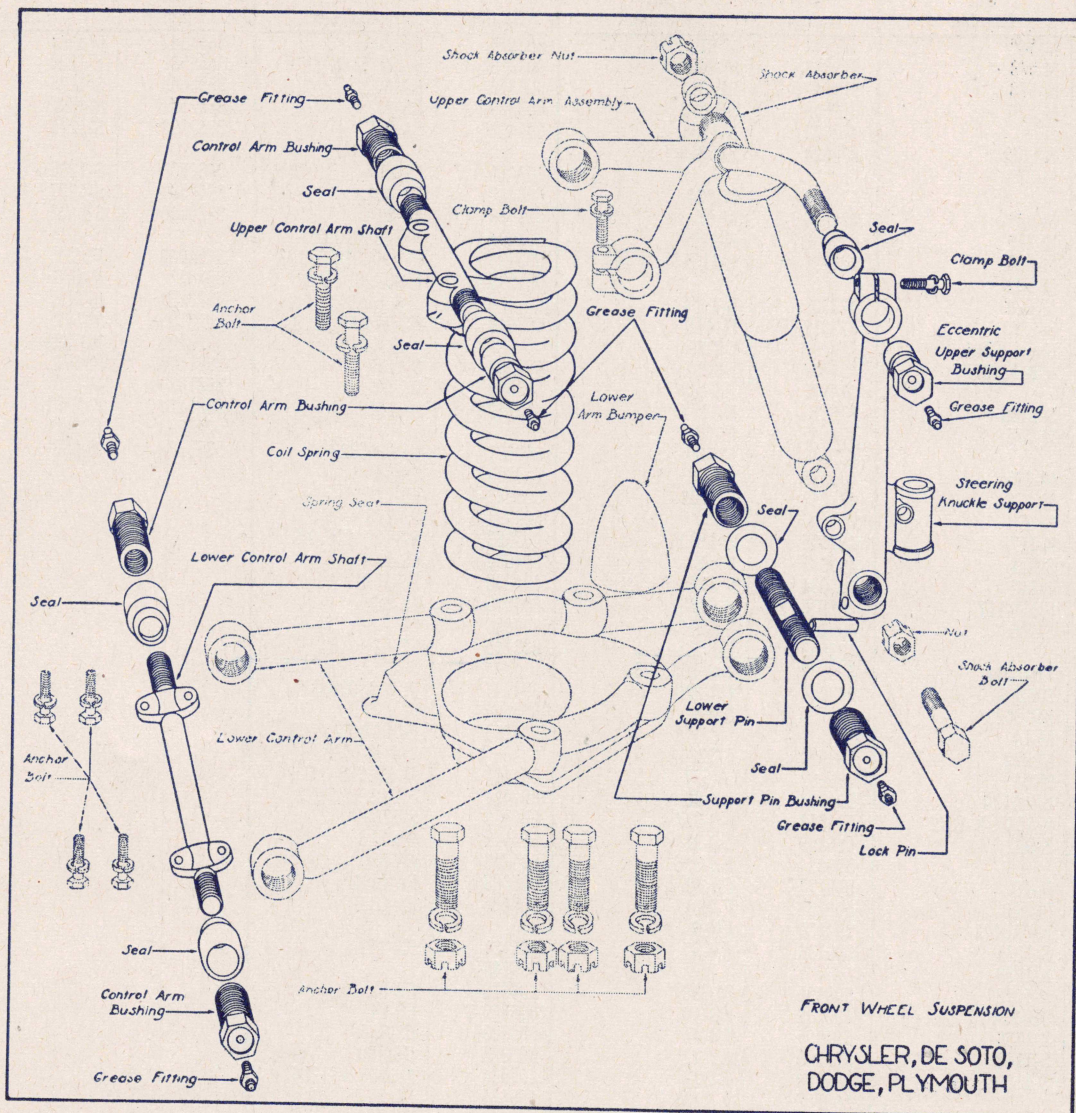 Shock Absorber Nut
Shock Absorber
Grease Fitting
Upper Control Arm Assembly
Control Arm Bushing
Seal
Clamp Bolt
Upper Control Arm Shaft
Seal
Clamp Bolt
Anchor
Bolt
Grease Fitting
Seal
Eccentric
Upper Support
Bushing
Control Arm Bushing
Lower
Arm Bumper
Grease Fitting
Coil Spring
Spring Seat
Steering
Knuckle Support
Seal
Lower Control Arm Shaft
Seal
Nut
Shock Absorber
Bolt
Lower
Support Pin
Lower Control Arm
Anchor
Bolt
Seal
Support Pin Bushing
Grease Fitting
Lock Pin
Seal
Anchor Bolt
Control Arm
Bushing
Grease Fitting
FRONT WHEEL SUSPENSION
CHRYSLER, DE SOTO,
DODGE, PLYMOUTH